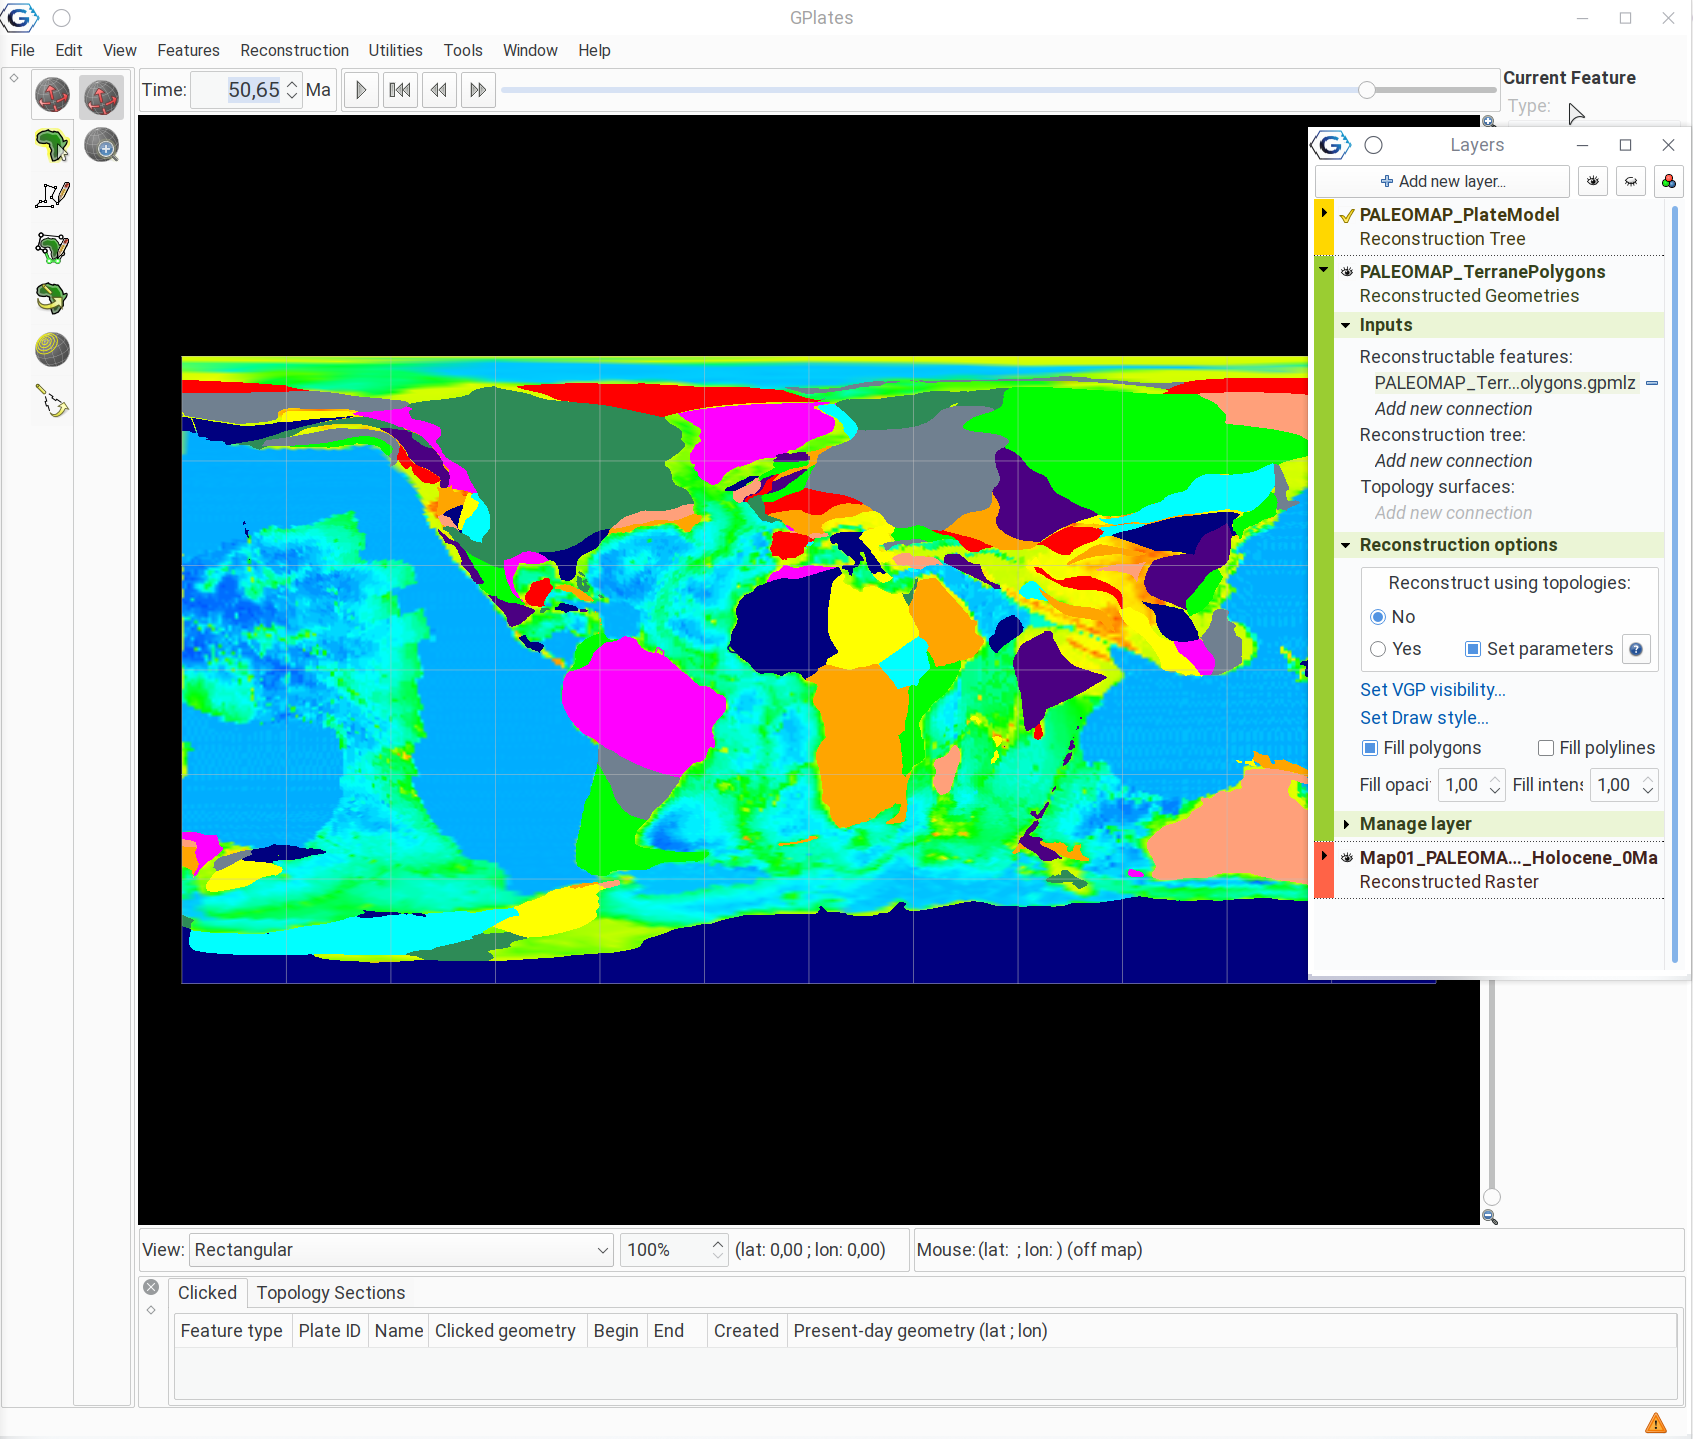 GPlates
File Edit View Features Reconstruction Utilities Tools Window Help
Time: 50,65 Ma
Current Feature
Type:
Layers
Add new layer...
PALEOMAP_PlateModel
Reconstruction Tree
PALEOMAP_TerranePolygons
Reconstructed Geometries
Inputs
Reconstructable features:
PALEOMAP_Terr...olygons.gpmlz
Add new connection
Reconstruction tree:
Add new connection
Topology surfaces:
Add new connection
Reconstruction options
Reconstruct using topologies:
No
Yes Set parameters
Set VGP visibility...
Set Draw style...
Fill polygons Fill polylines
Fill opaci 1,00 Fill intens 1,00
Manage layer
Map01_PALEOMA..._Holocene_0Ma
Reconstructed Raster
View: Rectangular 100% (lat: 0,00 ; lon: 0,00) Mouse: (lat: ; lon: ) (off map)
Clicked Topology Sections
Feature type Plate ID Name Clicked geometry Begin End Created Present-day geometry (lat ; lon)